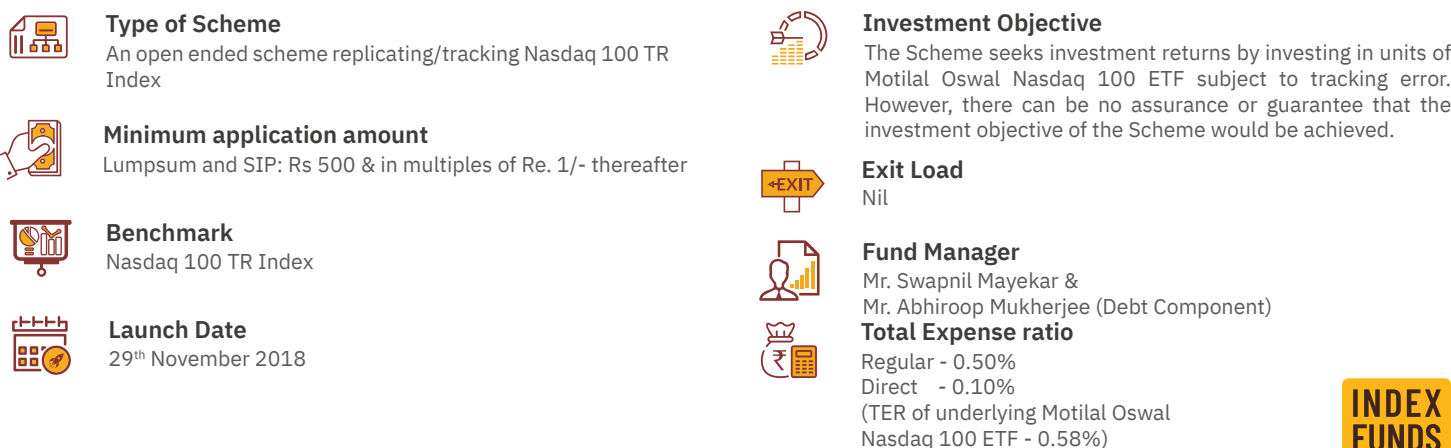 Type of Scheme
An open ended scheme replicating/tracking Nasdaq 100 TR
Index
Minimum application amount
Lumpsum and SIP: Rs 500 & in multiples of Re. 1/- thereafter
Benchmark
Nasdaq 100 TR Index
Launch Date
29th November 2018
Investment Objective
The Scheme seeks investment returns by investing in units of
Motilal Oswal Nasdaq 100 ETF subject to tracking error.
However, there can be no assurance or guarantee that the
investment objective of the Scheme would be achieved.
EXIT
Exit Load
Nil
Fund Manager
Mr. Swapnil Mayekar &
Mr. Abhiroop Mukherjee (Debt Component)
₹
Total Expense ratio
Regular - 0.50%
Direct - 0.10%
(TER of underlying Motilal Oswal
Nasdaq 100 ETF - 0.58%)
INDEX
FUNDS